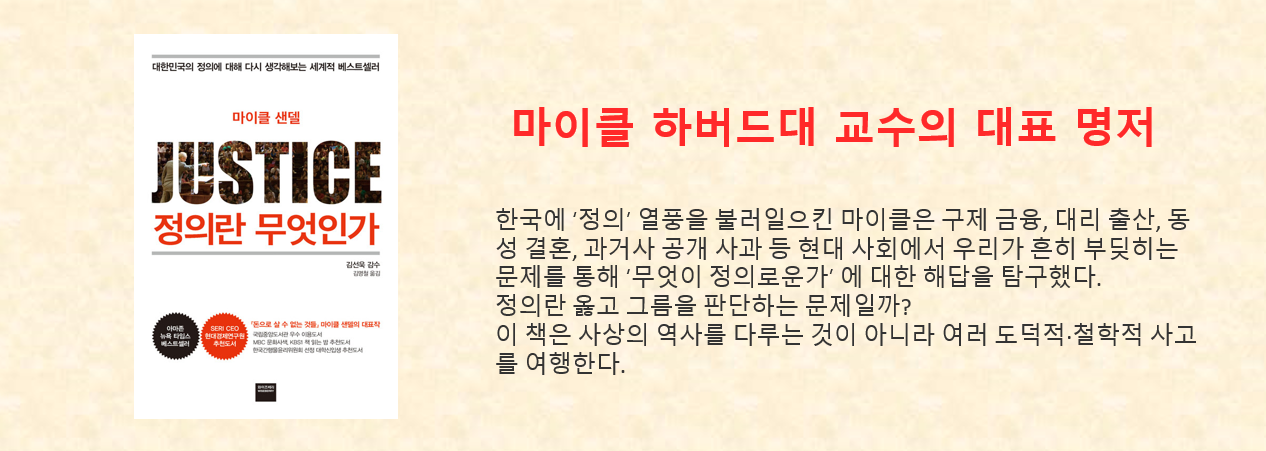 대한민국의 정의에 대해 다시 생각해보는 세계적 베스트셀러
마이클 샌델
JUSTICE
정의란 무엇인가
김선욱 감수
김명철 옮김
아마존
뉴욕 타임스
베스트셀러
SERI CEO
현대경제연구원
추천도서
『돈으로 살 수 없는 것들』 마이클 샌델의 대표작
국립중앙도서관 우수 이용도서
MBC 문화사색, KBS1 책 읽는 밤 추천도서
한국간행물윤리위원회 선정 대학신입생 추천도서
와이즈베리
마이클 하버드대 교수의 대표 명저
한국에 ‘정의’ 열풍을 불러일으킨 마이클은 구제 금융, 대리 출산, 동
성 결혼, 과거사 공개 사과 등 현대 사회에서 우리가 흔히 부딪히는
문제를 통해 ‘무엇이 정의로운가’ 에 대한 해답을 탐구했다.
정의란 옳고 그름을 판단하는 문제일까?
이 책은 사상의 역사를 다루는 것이 아니라 여러 도덕적·철학적 사고
를 여행한다.